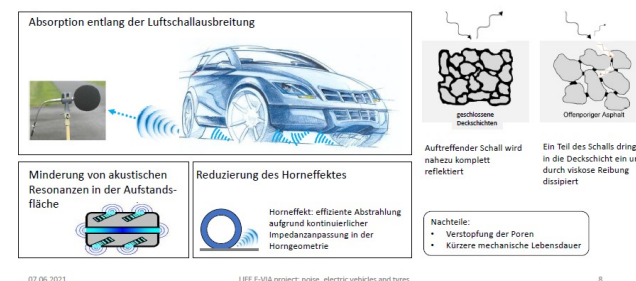 Absorption entlang der Luftschallausbreitung
geschlossene
Deckschichten
Offenporiger Asphalt
Auftreffender Schall wird
nahezu komplett
reflektiert
Ein Teil des Schalls dring
in die Deckschicht ein u
durch viskose Reibung
dissipiert
Minderung von akustischen
Resonanzen in der Aufstands-
fläche
Reduzierung des Horneffektes
Horneffekt: effiziente Abstrahlung
aufgrund kontinuierlicher
Impedanzanpassung in der
Horngeometrie
Nachteile:
• Verstopfung der Poren
• Kürzere mechanische Lebensdauer
07.06.2021
LIFE E-VIA project: noise, electric vehicles and tyres
8